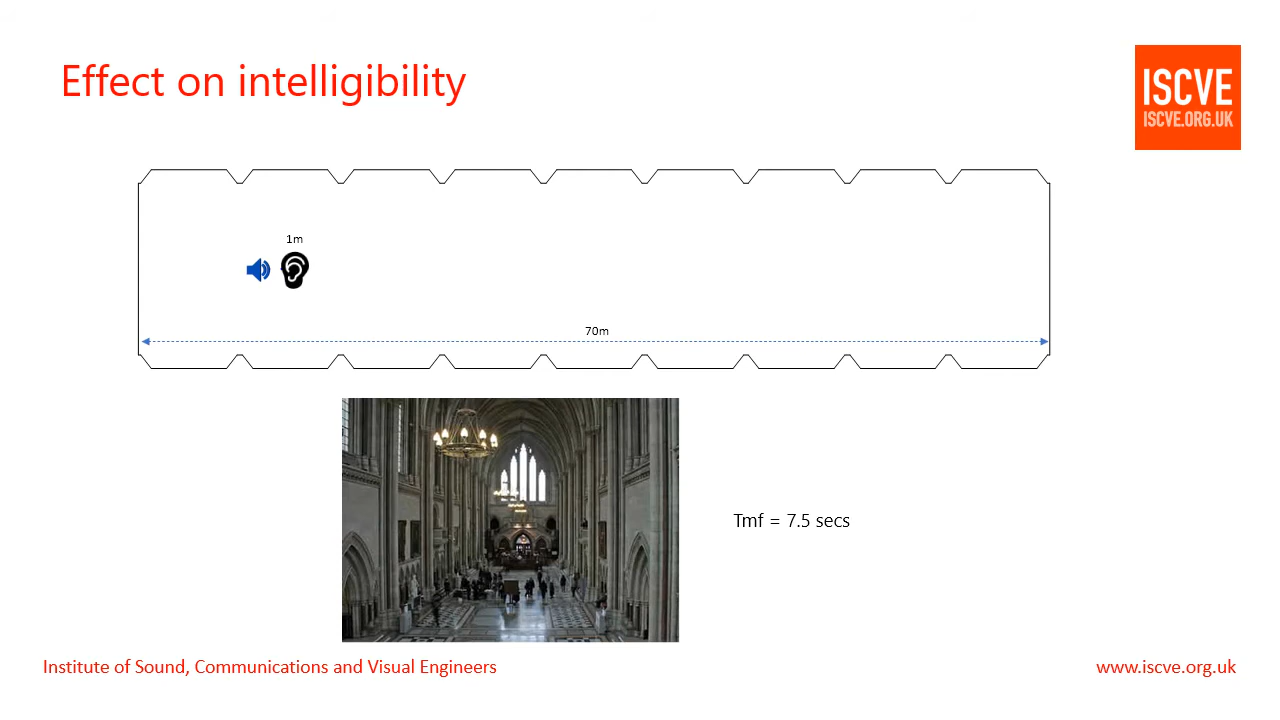 Effect on intelligibility
ISCVE
ISCVE.ORG.UK
1m
70m
Tmf = 7.5 secs
Institute of Sound, Communications and Visual Engineers
www.iscve.org.uk